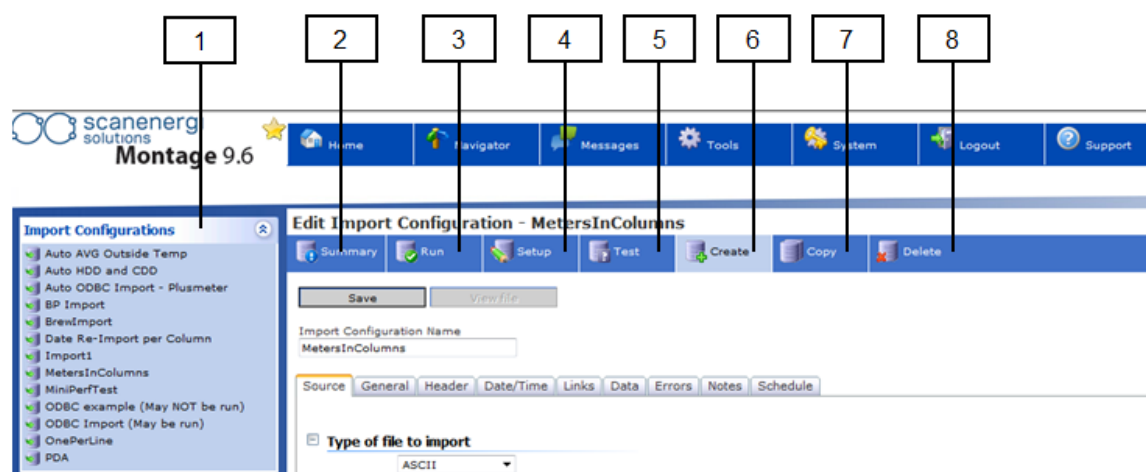 1 2 3 4 5 6 7 8
scanenergi
solutions
Montage 9.6
Home Navigator Messages Tools System Logout Support
Import Configurations
Auto AVG Outside Temp
Auto HDD and CDD
Auto ODBC Import - Plusmeter
BP Import
BrewImport
Date Re-Import per Column
Import1
MetersInColumns
MiniPerfTest
ODBC example (May NOT be run)
ODBC Import (May be run)
OnePerLine
PDA
Edit Import Configuration - MetersInColumns
Summary Run Setup Test Create Copy Delete
Save View file
Import Configuration Name
MetersInColumns
Source General Header Date/Time Links Data Errors Notes Schedule
Type of file to import
ASCII